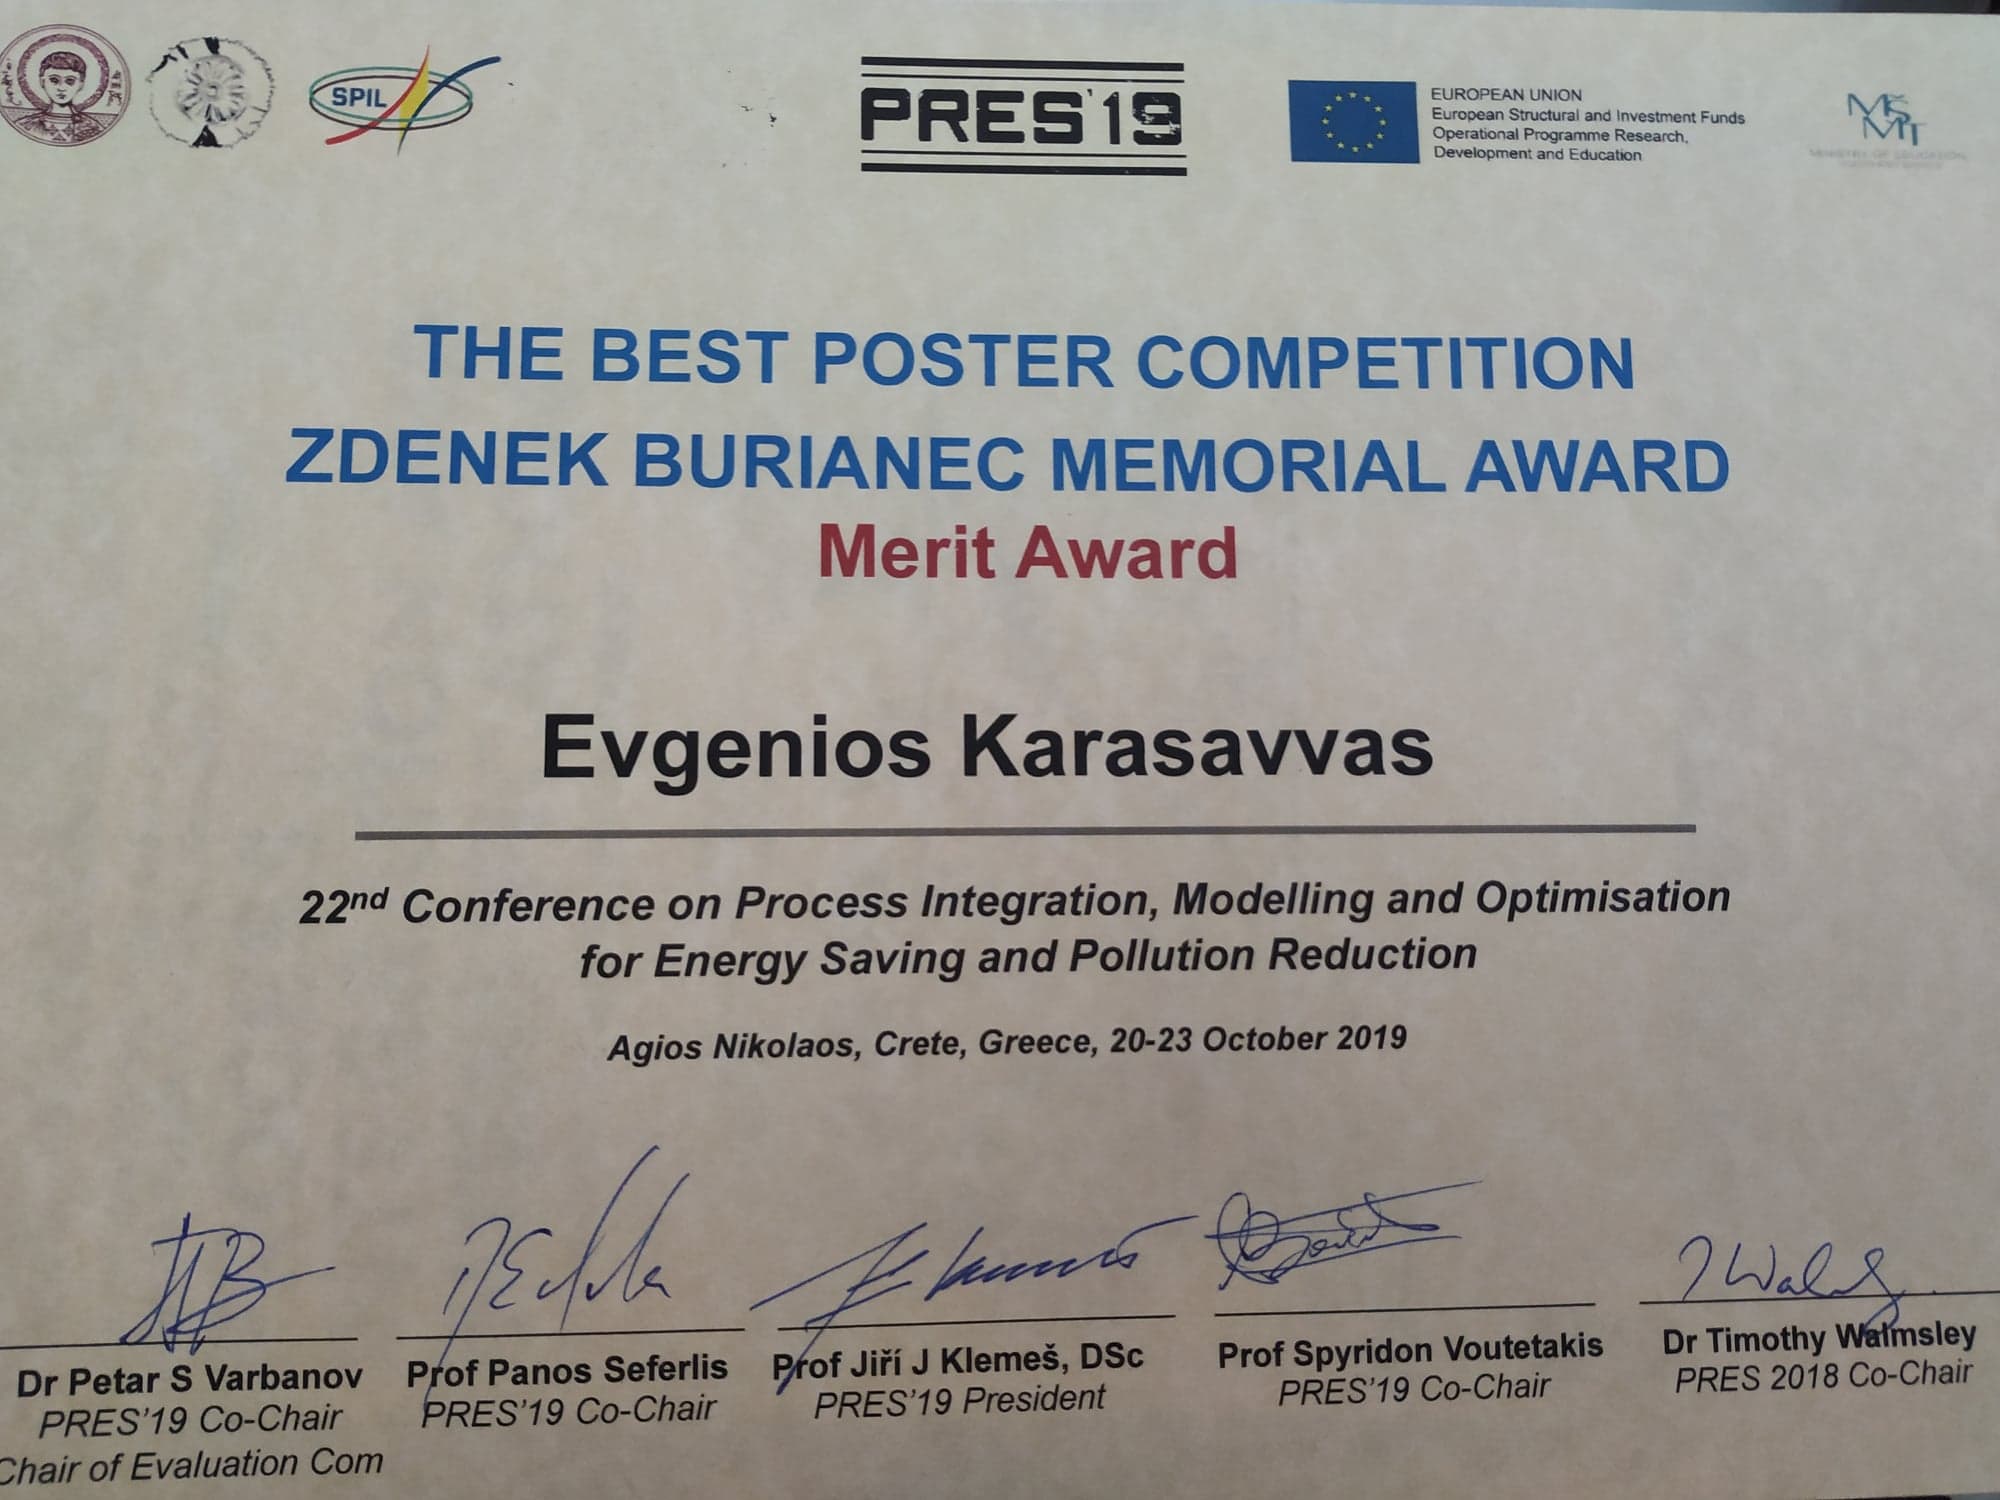 SPIL
PRES'19
EUROPEAN UNION
European Structural and Investment Funds
Operational Programme Research,
Development and Education
MŠMT
THE BEST POSTER COMPETITION
ZDENEK BURIANEC MEMORIAL AWARD
Merit Award
Evgenios Karasavvas
22nd Conference on Process Integration, Modelling and Optimisation
for Energy Saving and Pollution Reduction
Agios Nikolaos, Crete, Greece, 20-23 October 2019
Dr Petar S Varbanov
PRES'19 Co-Chair
Chair of Evaluation Com
Prof Panos Seferlis
PRES'19 Co-Chair
Prof Jiří J Klemeš, DSc
PRES'19 President
Prof Spyridon Voutetakis
PRES'19 Co-Chair
Dr Timothy Walmsley
PRES 2018 Co-Chair